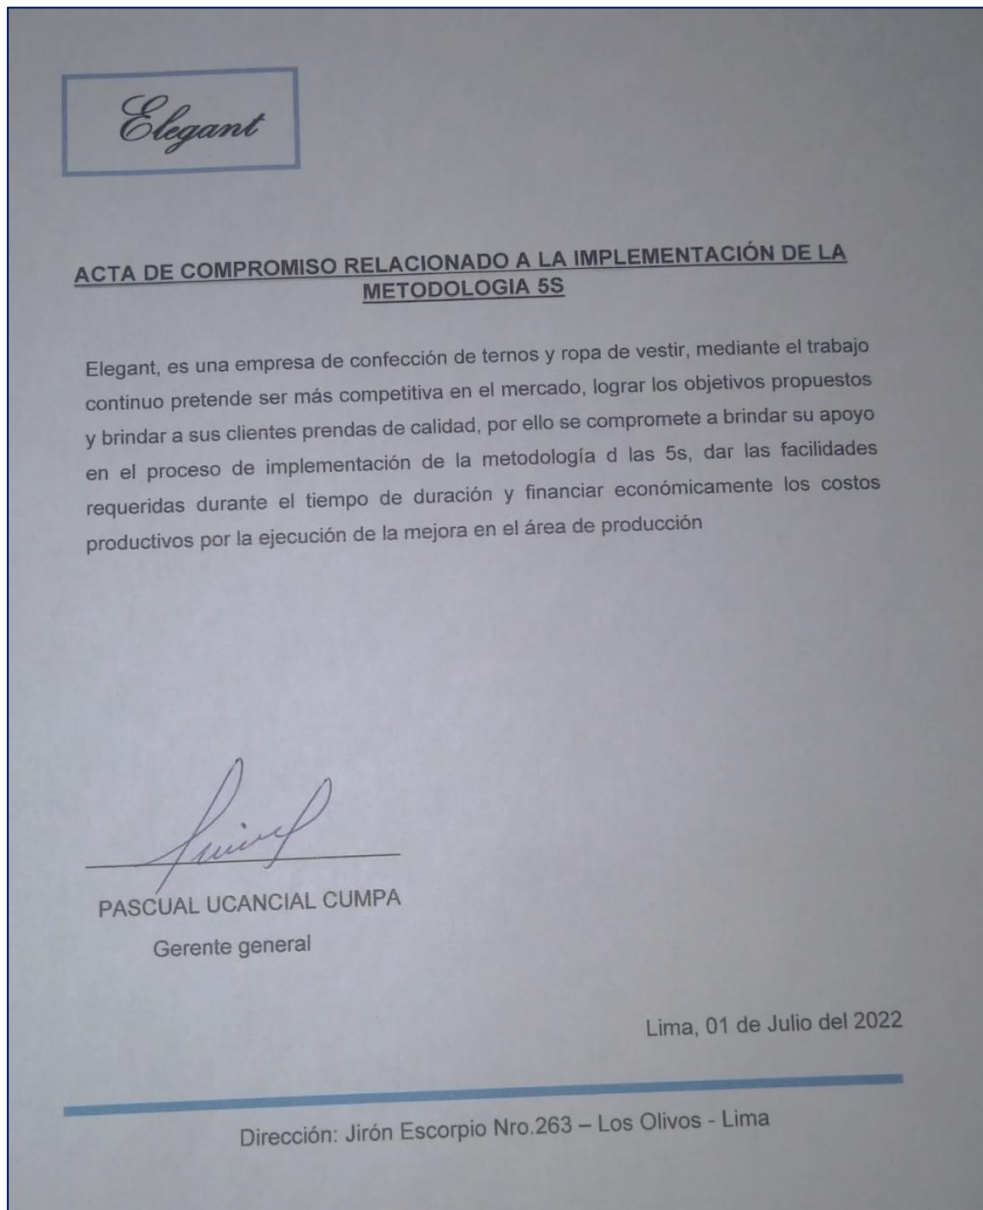 Elegant
ACTA DE COMPROMISO RELACIONADO A LA IMPLEMENTACIÓN DE LA
METODOLOGIA 5S
Elegant, es una empresa de confección de ternos y ropa de vestir, mediante el trabajo
continuo pretende ser más competitiva en el mercado, lograr los objetivos propuestos
y brindar a sus clientes prendas de calidad, por ello se compromete a brindar su apoyo
en el proceso de implementación de la metodología d las 5s, dar las facilidades
requeridas durante el tiempo de duración y financiar económicamente los costos
productivos por la ejecución de la mejora en el área de producción
PASCUAL UCANCIAL CUMPA
Gerente general
Lima, 01 de Julio del 2022
Dirección: Jirón Escorpio Nro.263 – Los Olivos - Lima